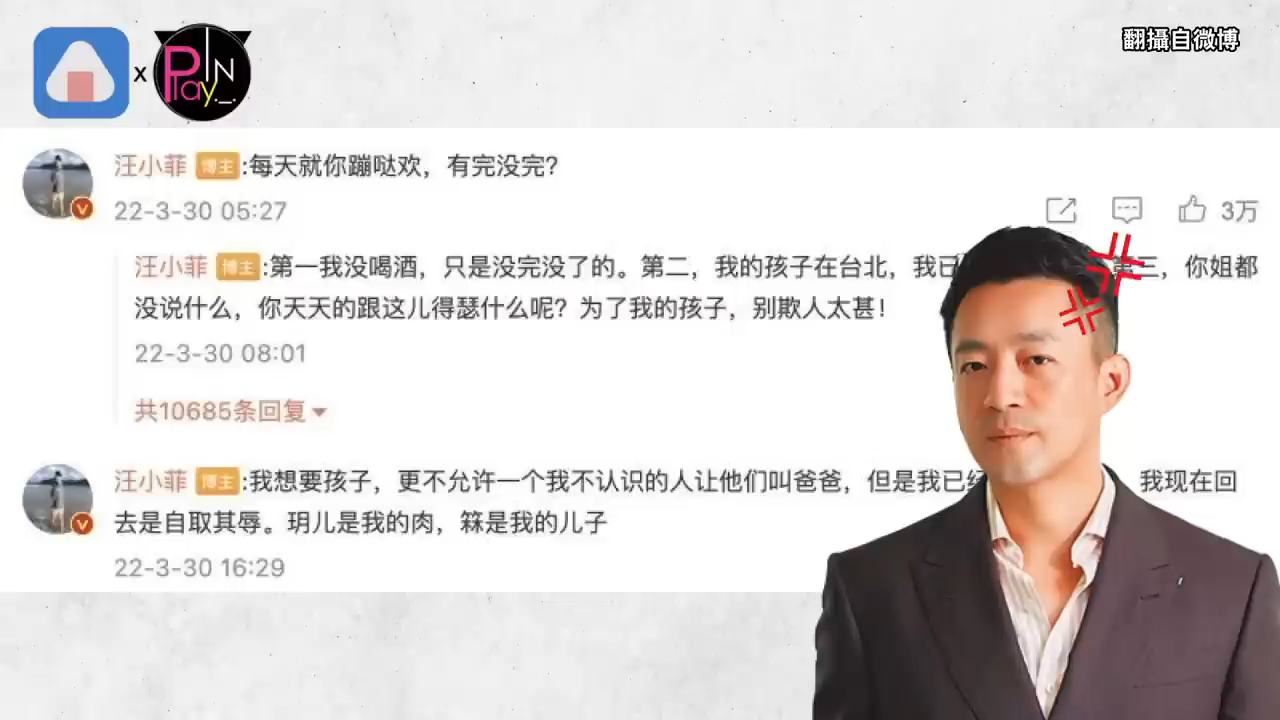 x
Play IN
翻攝自微博
汪小菲 博主:每天就你蹦哒欢，有完没完？
22-3-30 05:27
3万
汪小菲 博主:第一我没喝酒，只是没完没了的。第二，我的孩子在台北，我已 第三，你姐都
没说什么，你天天的跟这儿得瑟什么呢？为了我的孩子，别欺人太甚！
22-3-30 08:01
共10685条回复
汪小菲 博主:我想要孩子，更不允许一个我不认识的人让他们叫爸爸，但是我已经 我现在回
去是自取其辱。玥儿是我的肉，箖是我的儿子
22-3-30 16:29